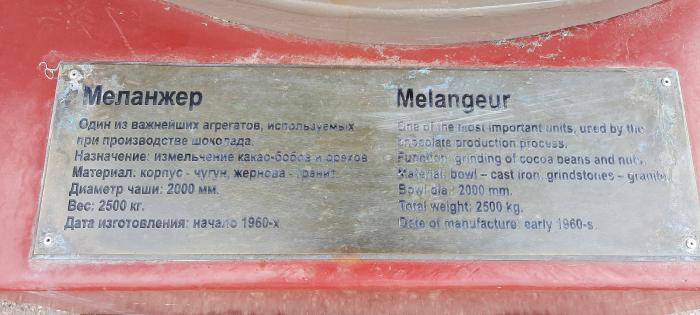 Меланжер
Один из важнейших агрегатов, используемых
при производстве шоколада.
Назначение: измельчение какао-бобов и орехов
Материал: корпус - чугун, жернова - гранит
Диаметр чаши: 2000 мм.
Вес: 2500 кг.
Дата изготовления: начало 1960-х
Melangeur
One of the most important units, ured by the
chocolate production process.
Function: grinding of cocoa beans and nuts.
Material: bowl – cast iron, grindstones – granite
Bowl dia.: 2000 mm.
Total weight: 2500 kg.
Date of manufacture: early 1960-s.